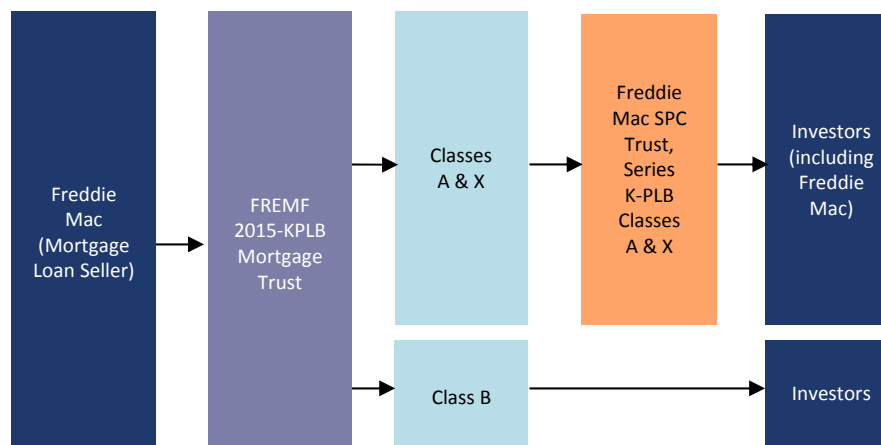 Freddie
Mac
(Mortgage
Loan Seller)
FREMF
2015-KPLB
Mortgage
Trust
Classes
A & X
Freddie
Mac SPC
Trust,
Series
K-PLB
Classes
A & X
Investors
(including
Freddie
Mac)
Class B
Investors